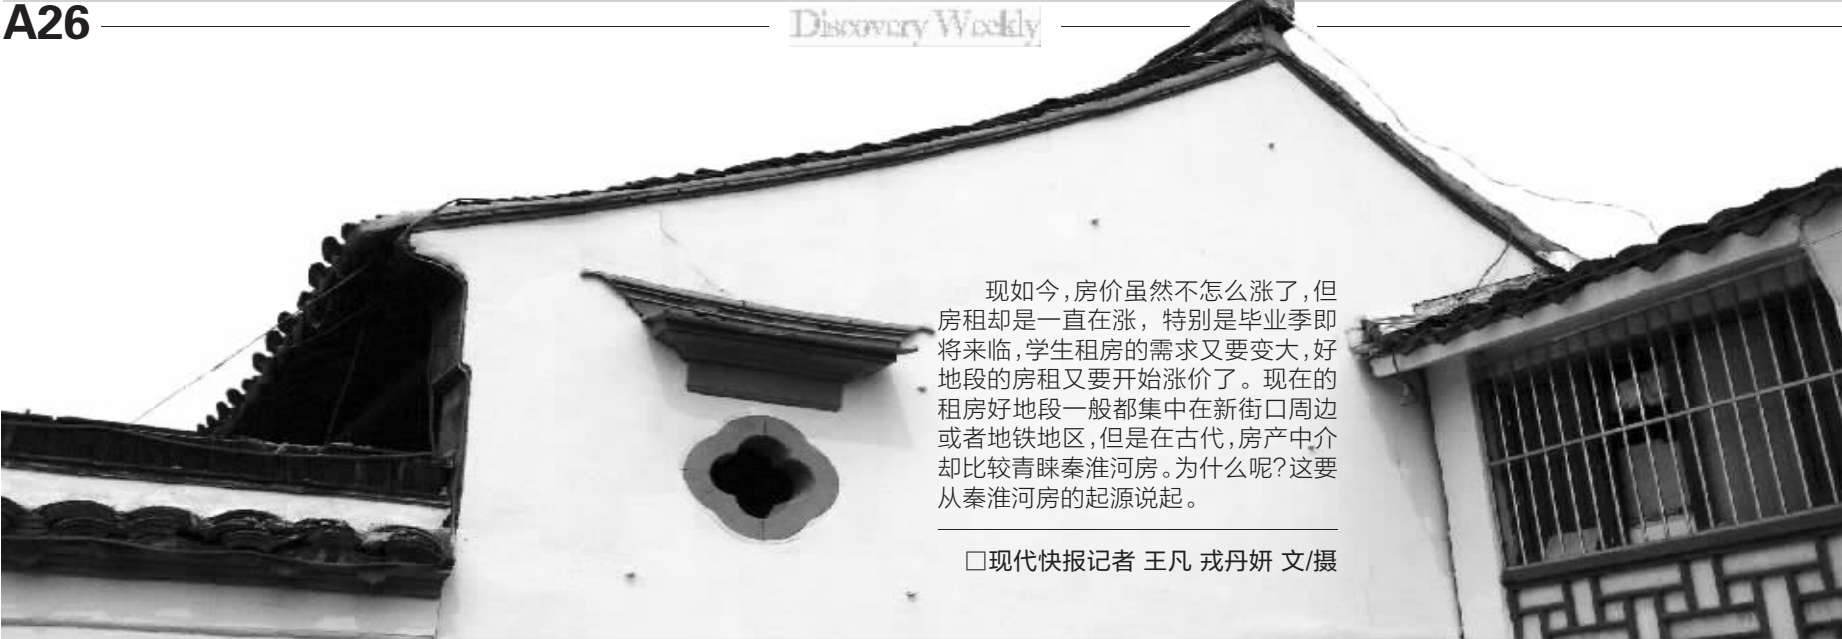 A26
Discovery Weekly
现如今,房价虽然不怎么涨了,但
房租却是一直在涨，特别是毕业季即
将来临,学生租房的需求又要变大,好
地段的房租又要开始涨价了。现在的
租房好地段一般都集中在新街口周边
或者地铁地区,但是在古代,房产中介
却比较青睐秦淮河房。为什么呢?这要
从秦淮河房的起源说起。
□现代快报记者 王凡 戎丹妍 文/摄